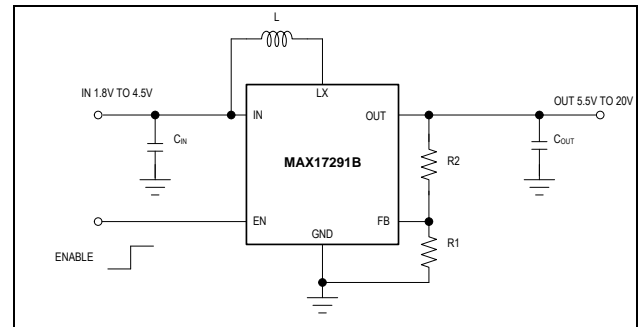 L
IN 1.8V TO 4.5V
LX
OUT 5.5V TO 20V
IN
OUT
CIN
MAX17291B
R2
COUT
EN
FB
GND
R1
ENABLE